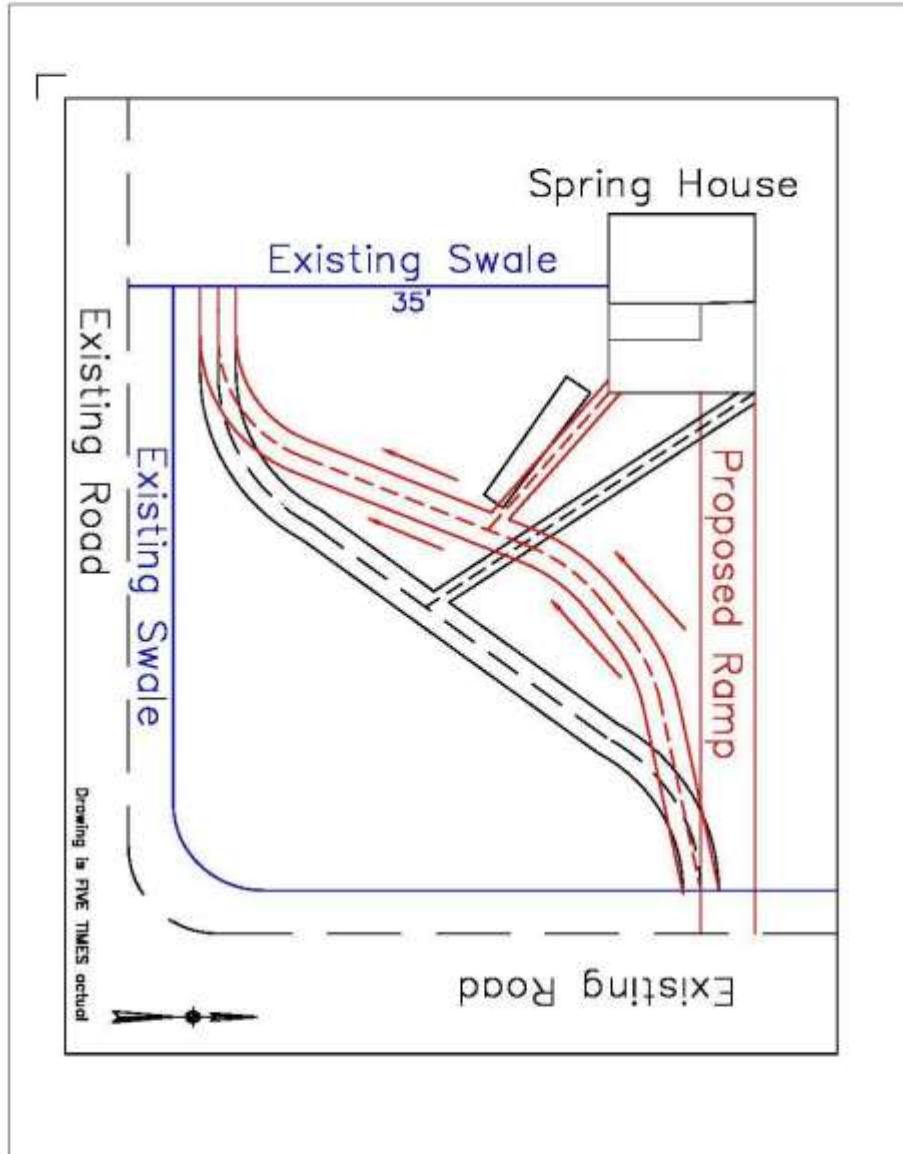 Spring House
Existing Swale
35'
Existing Road
Existing Swale
Proposed Ramp
Drawing is FIVE TIMES actual
Existing Road